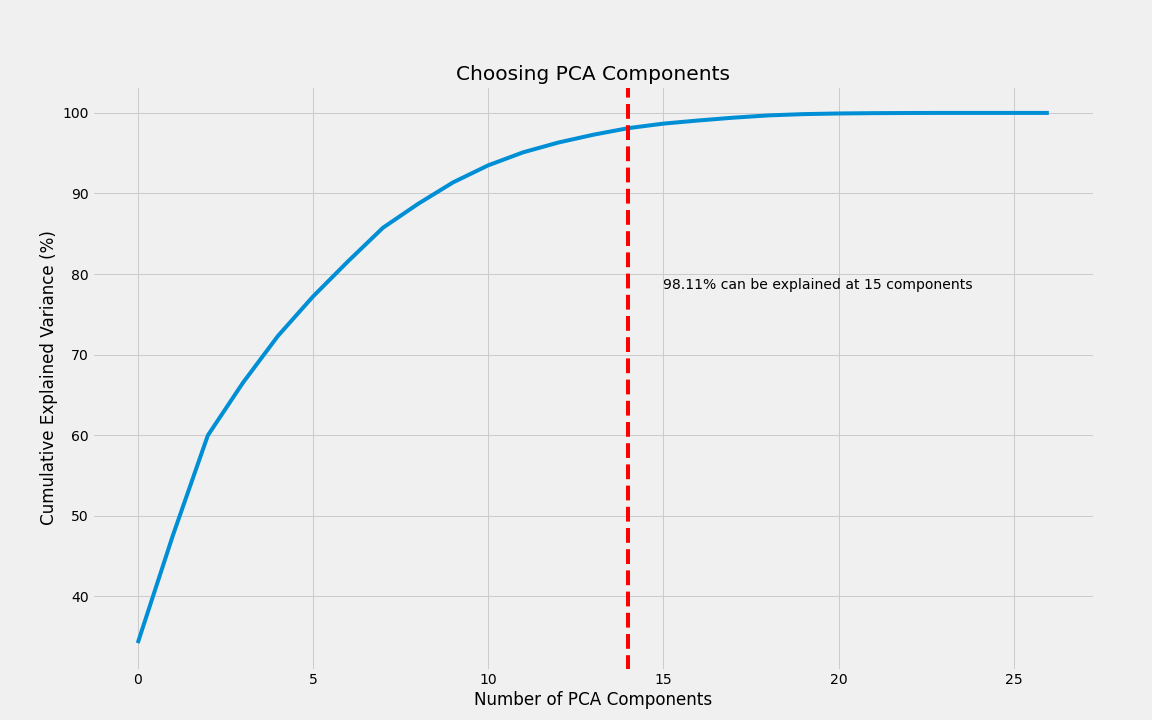 Choosing PCA Components
100
90
80
70
60
50
40
Cumulative Explained Variance (%)
98.11% can be explained at 15 components
0 5 10 15 20 25
Number of PCA Components